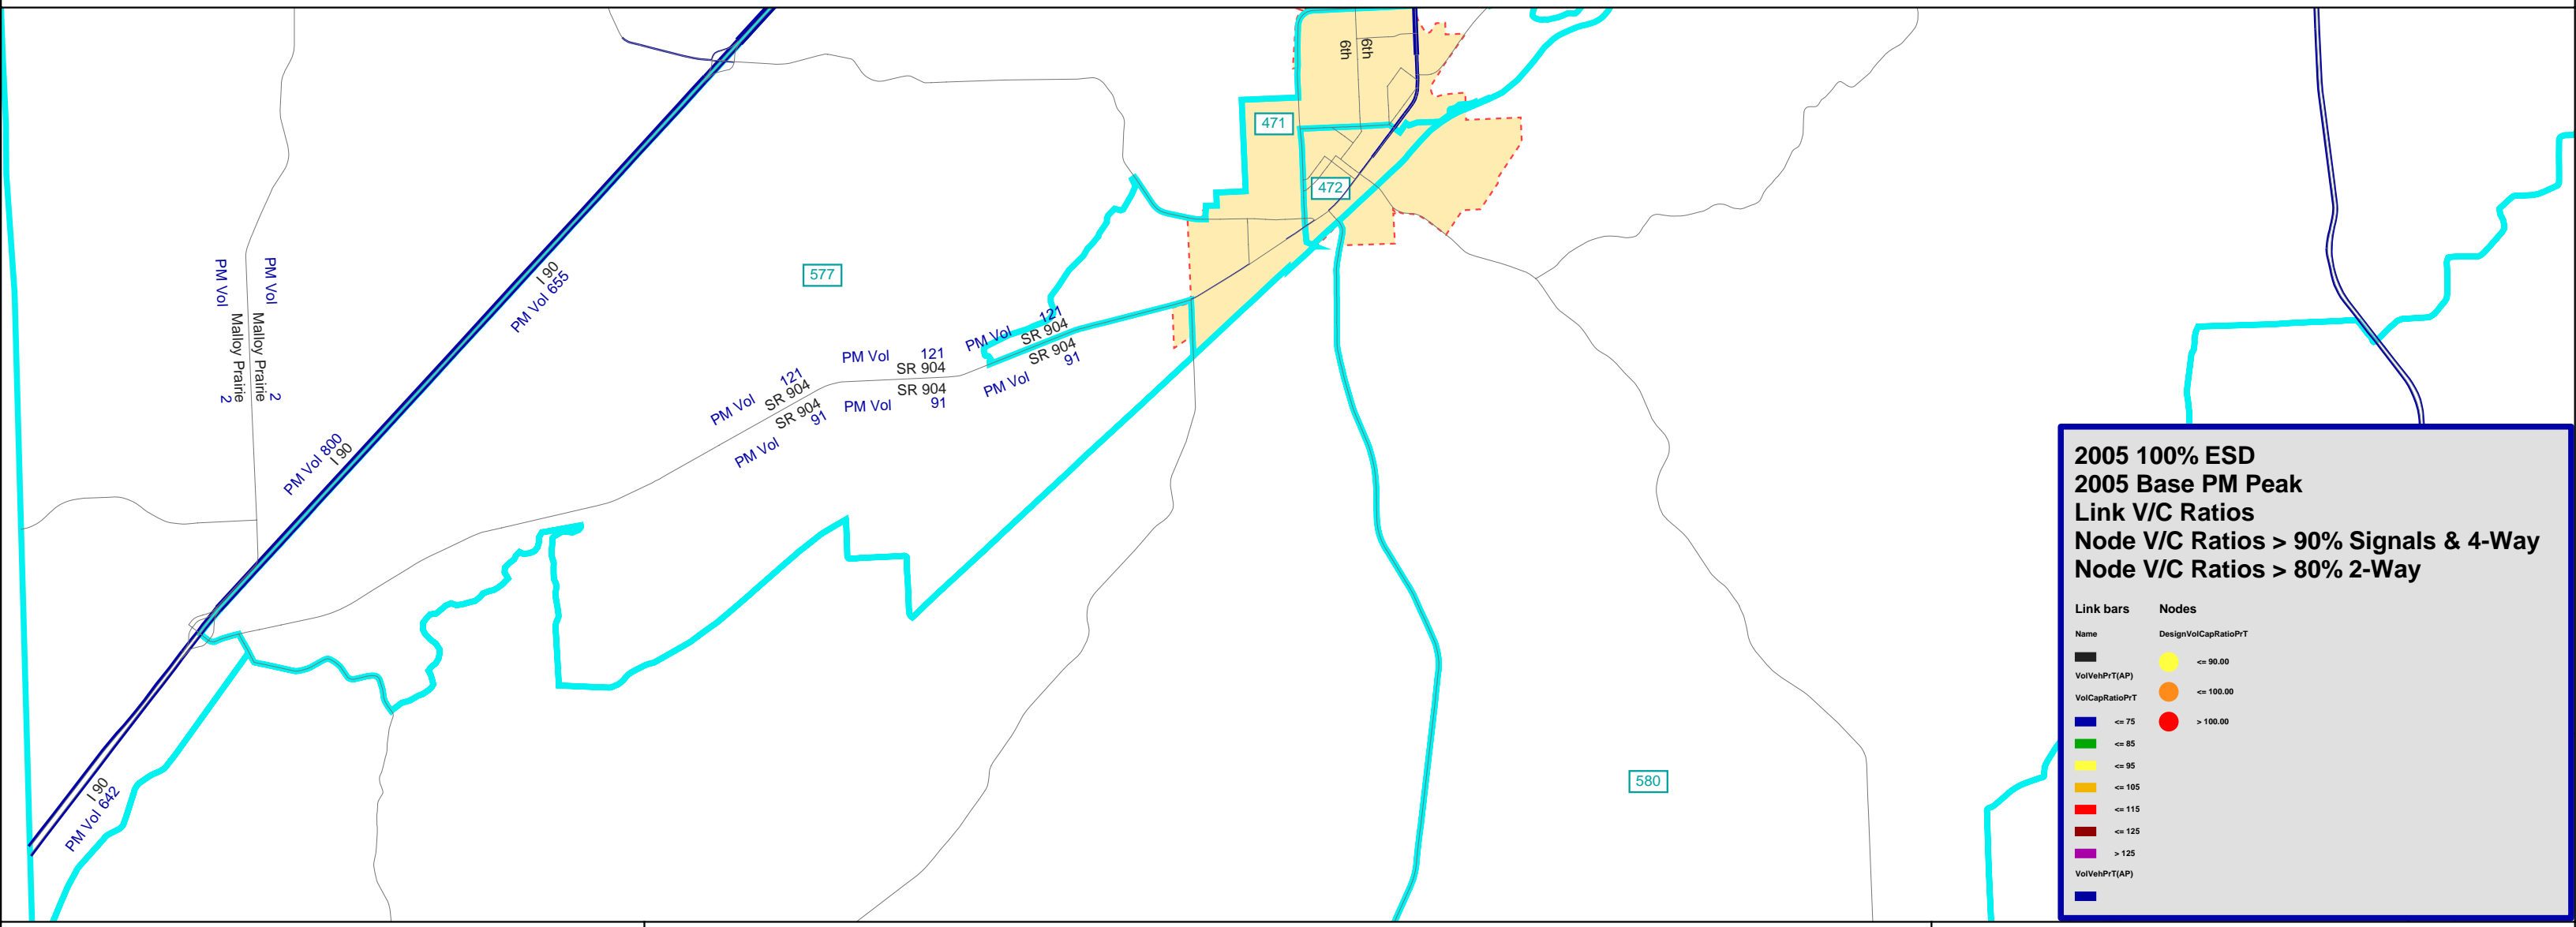 6th
6th
471
472
577
580
PM Vol
PM Vol
Malloy Prairie
Malloy Prairie
2
2
I 90
PM Vol 655
PM Vol 800
I 90
I 90
PM Vol 642
PM Vol 121
SR 904
SR 904
PM Vol 91
PM Vol 121
SR 904
SR 904
PM Vol 91
PM Vol 121
SR 904
SR 904
PM Vol 91
2005 100% ESD
2005 Base PM Peak
Link V/C Ratios
Node V/C Ratios > 90% Signals & 4-Way
Node V/C Ratios > 80% 2-Way
Link bars
Name
VolVehPrT(AP)
VolCapRatioPrT
<= 75
<= 85
<= 95
<= 105
<= 115
<= 125
> 125
VolVehPrT(AP)
Nodes
DesignVolCapRatioPrT
<= 90.00
<= 100.00
> 100.00